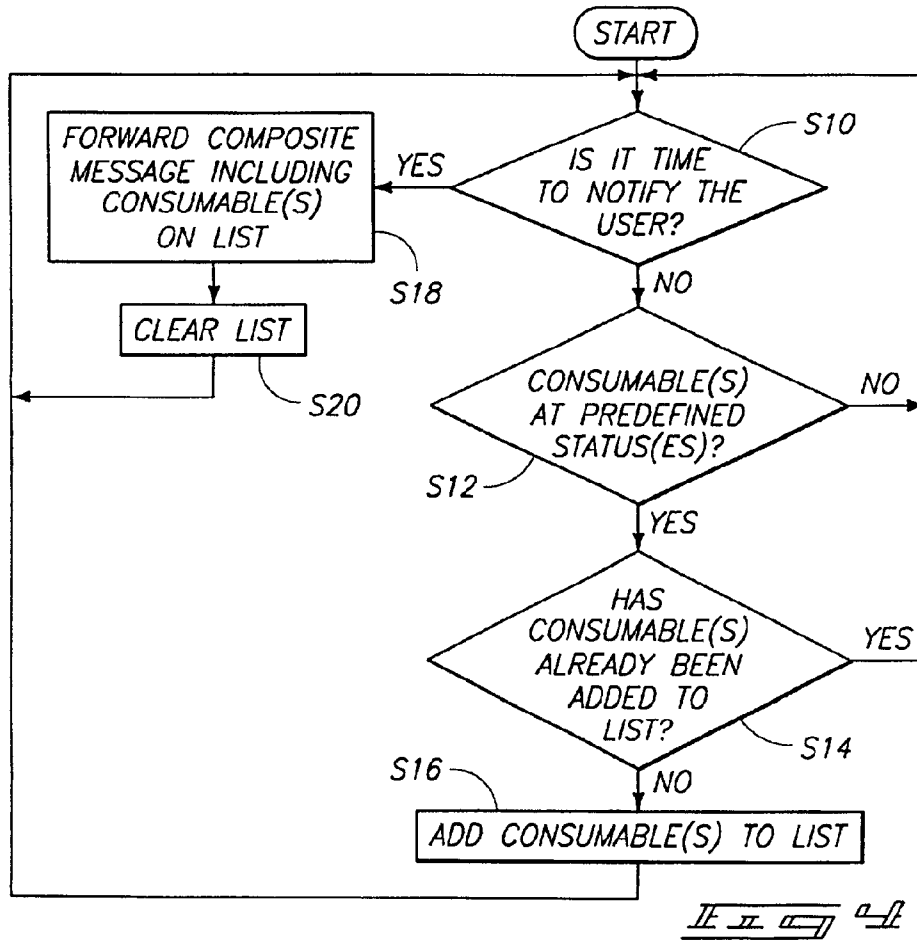 START
S10
IS IT TIME
TO NOTIFY THE
USER?
YES
NO
FORWARD COMPOSITE
MESSAGE INCLUDING
CONSUMABLE(S)
ON LIST
S18
CLEAR LIST
S20
CONSUMABLE(S)
AT PREDEFINED
STATUS(ES)?
NO
S12
YES
HAS
CONSUMABLE(S)
ALREADY BEEN
ADDED TO
LIST?
YES
S14
NO
S16
ADD CONSUMABLE(S) TO LIST
FIG 4